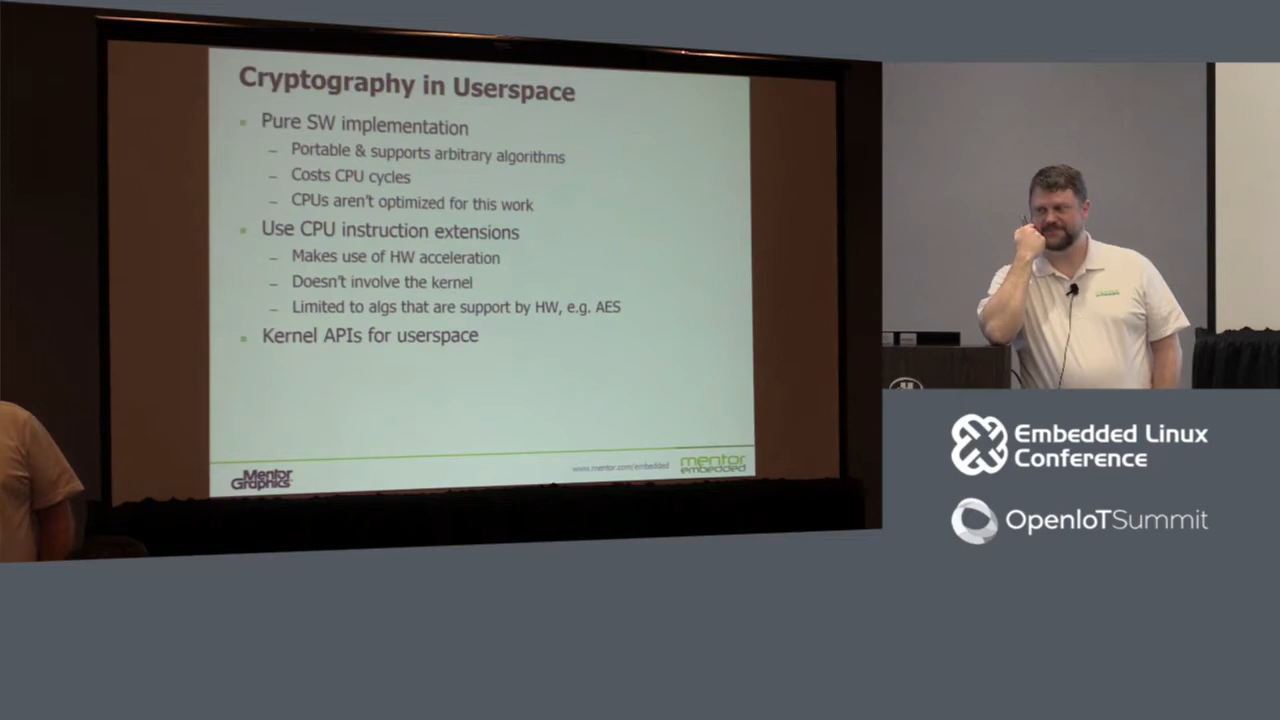 Cryptography in Userspace
Pure SW implementation
– Portable & supports arbitrary algorithms
– Costs CPU cycles
– CPUs aren't optimized for this work
Use CPU instruction extensions
– Makes use of HW acceleration
– Doesn't involve the kernel
– Limited to algs that are support by HW, e.g. AES
Kernel APIs for userspace
Mentor
Graphics
www.mentor.com/embedded
mentor
embedded
Embedded Linux
Conference
OpenIoTSummit